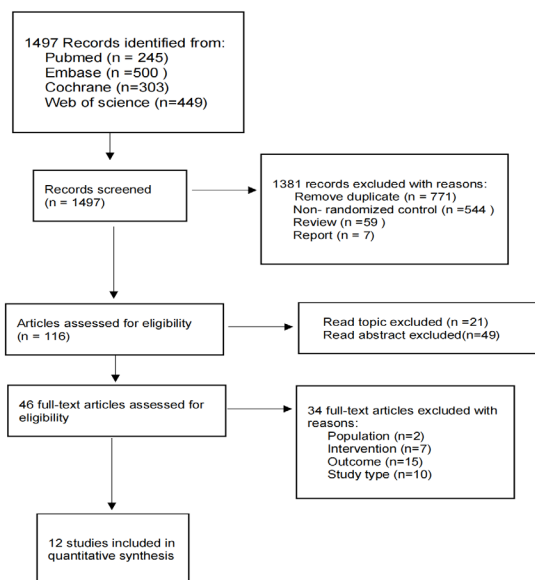 1497 Records identified from:
Pubmed (n = 245)
Embase (n =500 )
Cochrane (n=303)
Web of science (n=449)
Records screened
(n = 1497)
1381 records excluded with reasons:
Remove duplicate (n = 771)
Non- randomized control (n =544 )
Review (n =59 )
Report (n = 7)
Articles assessed for eligibility
(n = 116)
Read topic excluded (n =21)
Read abstract excluded(n=49)
46 full-text articles assessed for
eligibility
34 full-text articles excluded with
reasons:
Population (n=2)
Intervention (n=7)
Outcome (n=15)
Study type (n=10)
12 studies included in
quantitative synthesis